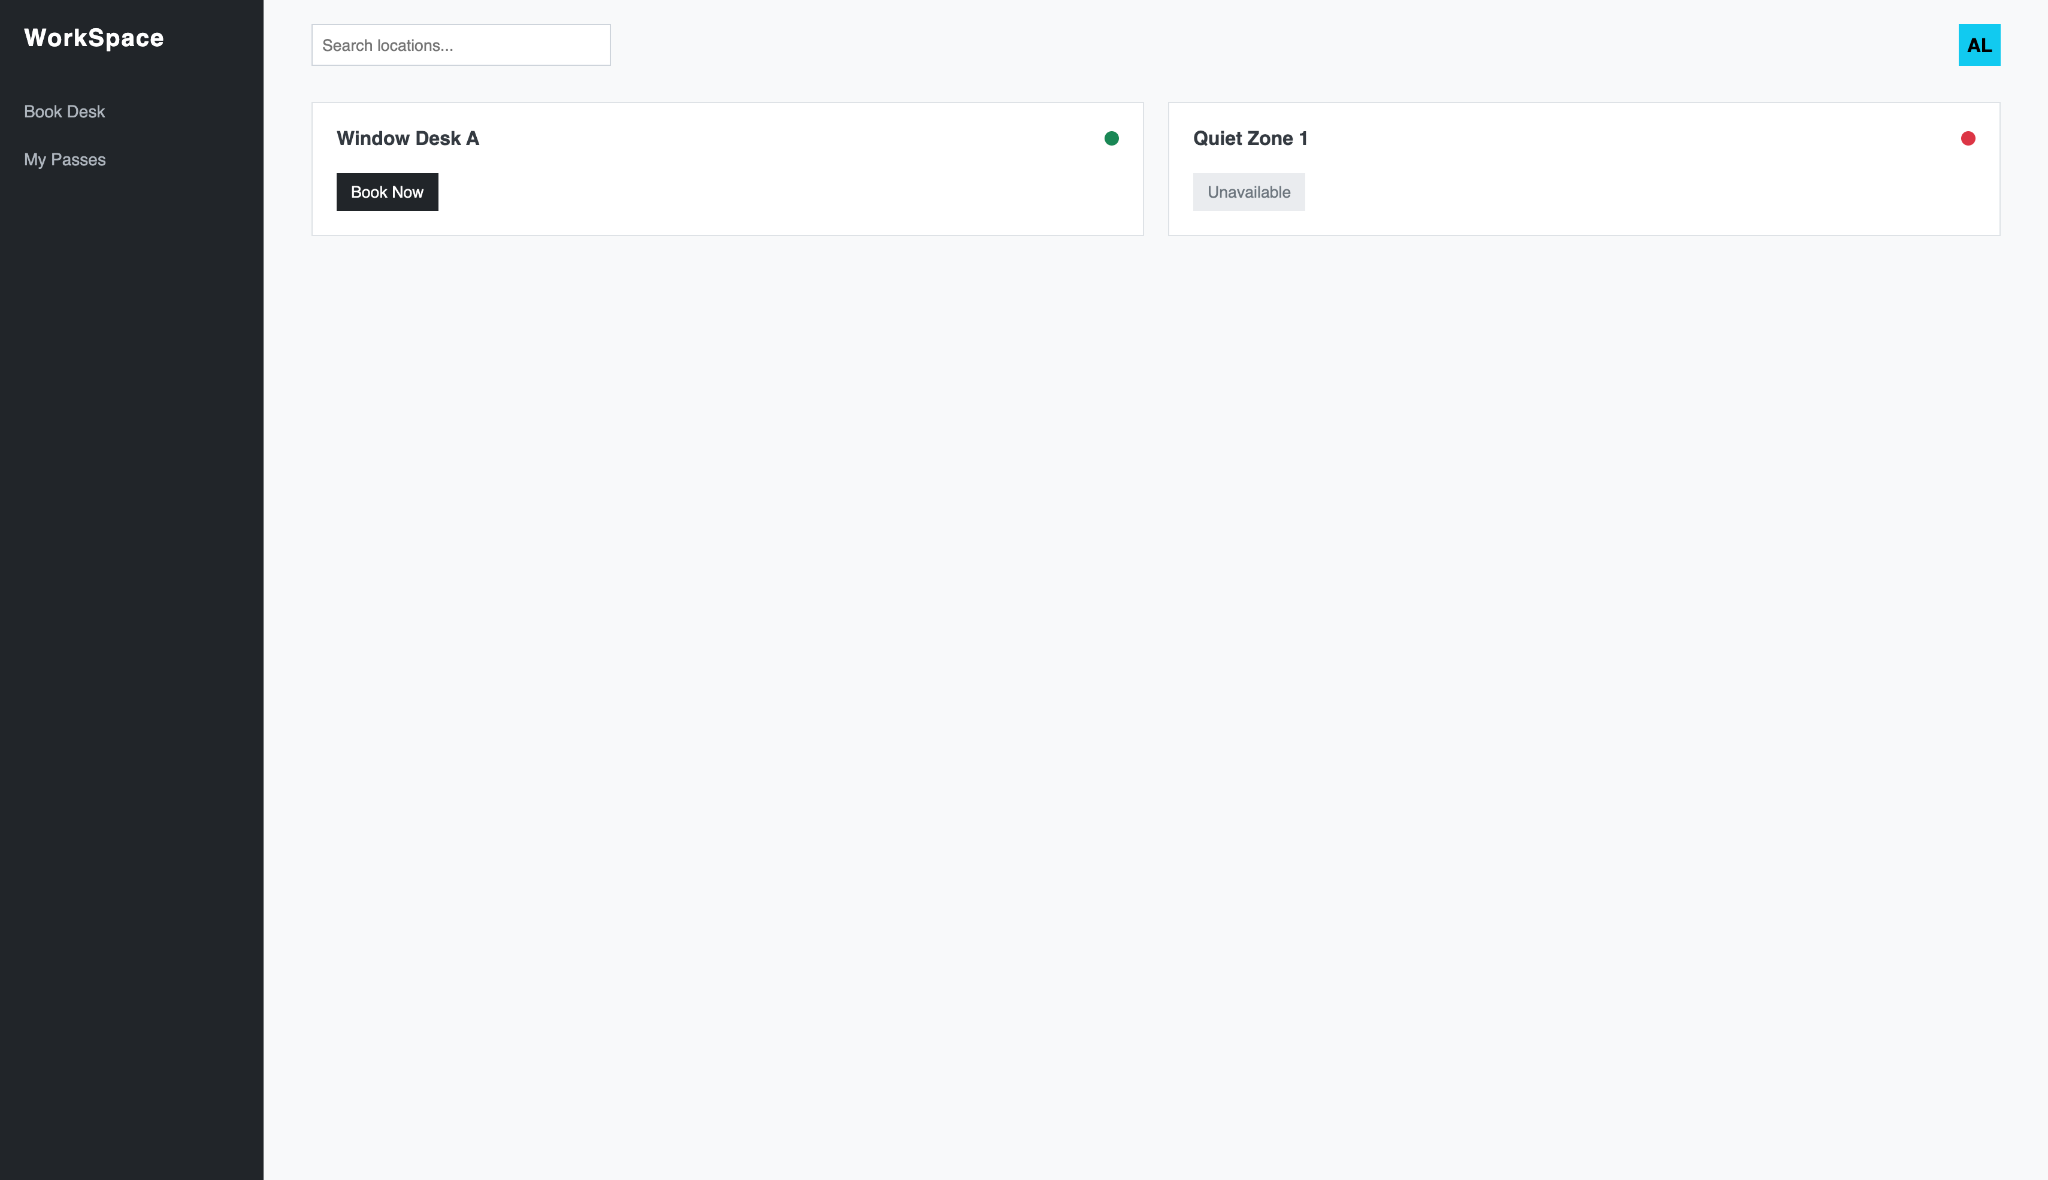 WorkSpace
Book Desk
My Passes
Search locations...
AL
Window Desk A
Book Now
Quiet Zone 1
Unavailable